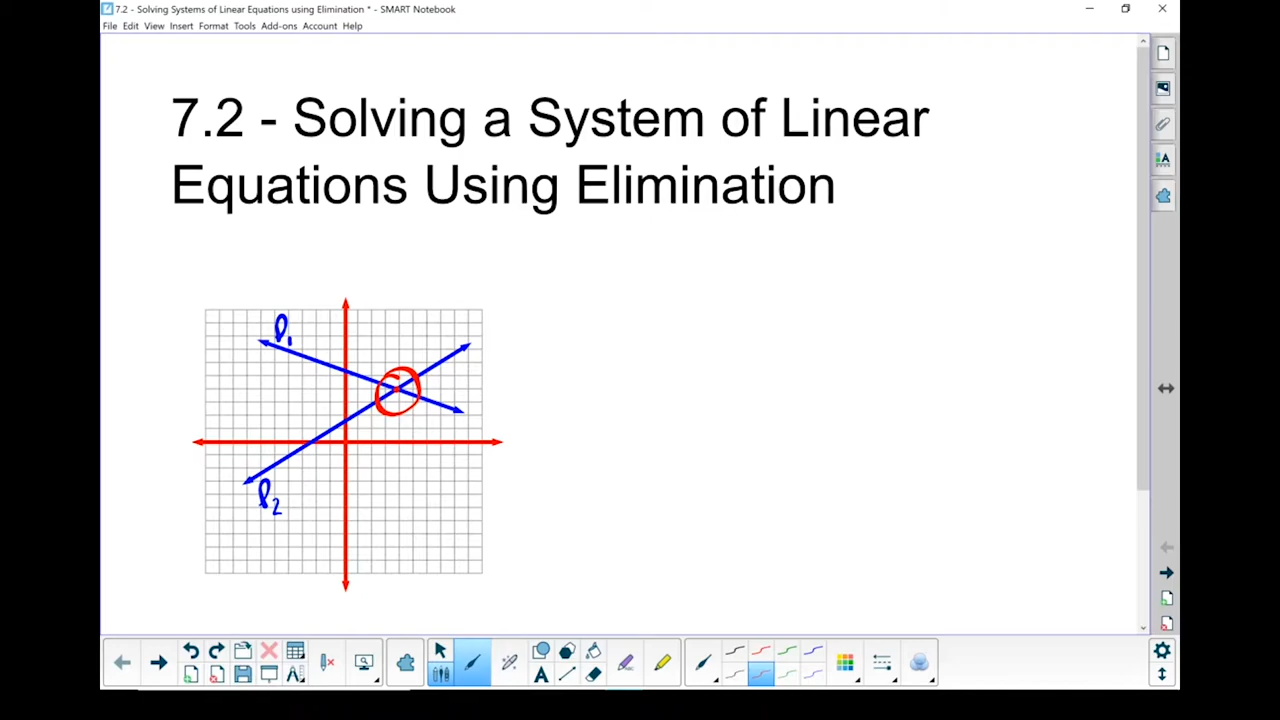 7.2 - Solving Systems of Linear Equations using Elimination * - SMART Notebook
File Edit View Insert Format Tools Add-ons Account Help
7.2 - Solving a System of Linear
Equations Using Elimination
ℓ₁
ℓ₂